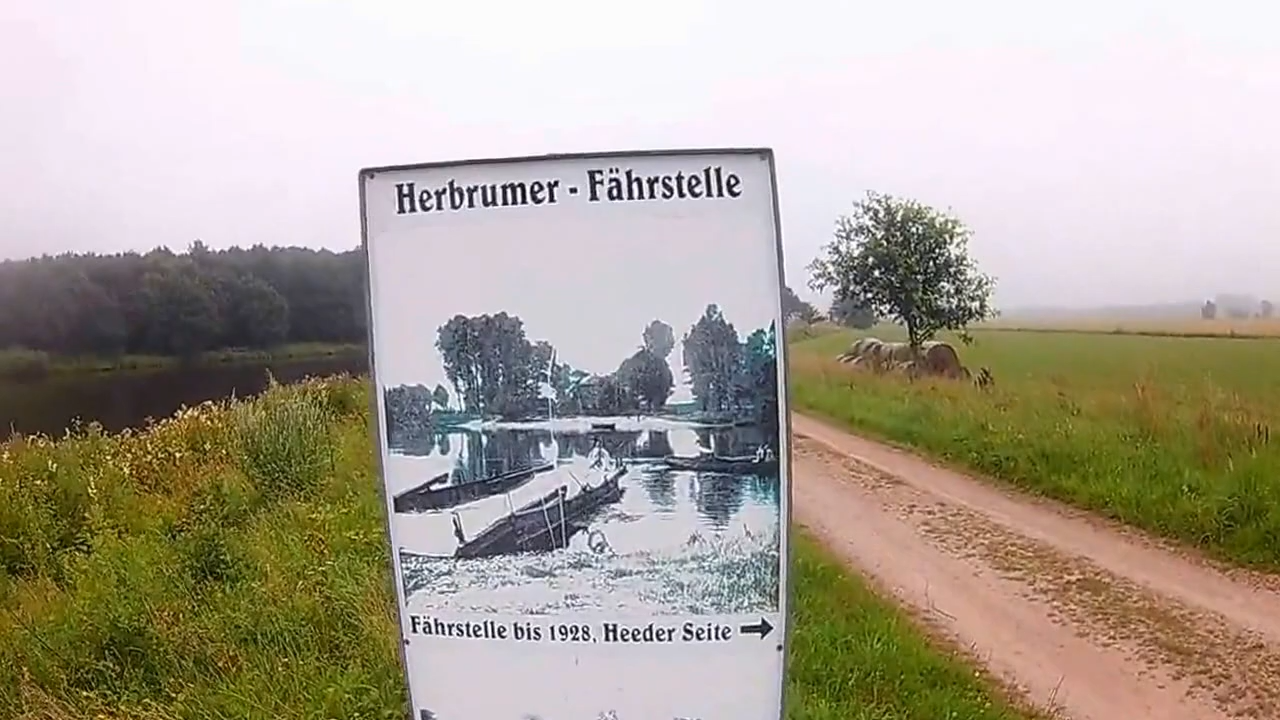 Herbrumer - Fährstelle
Fährstelle bis 1928, Heeder Seite →